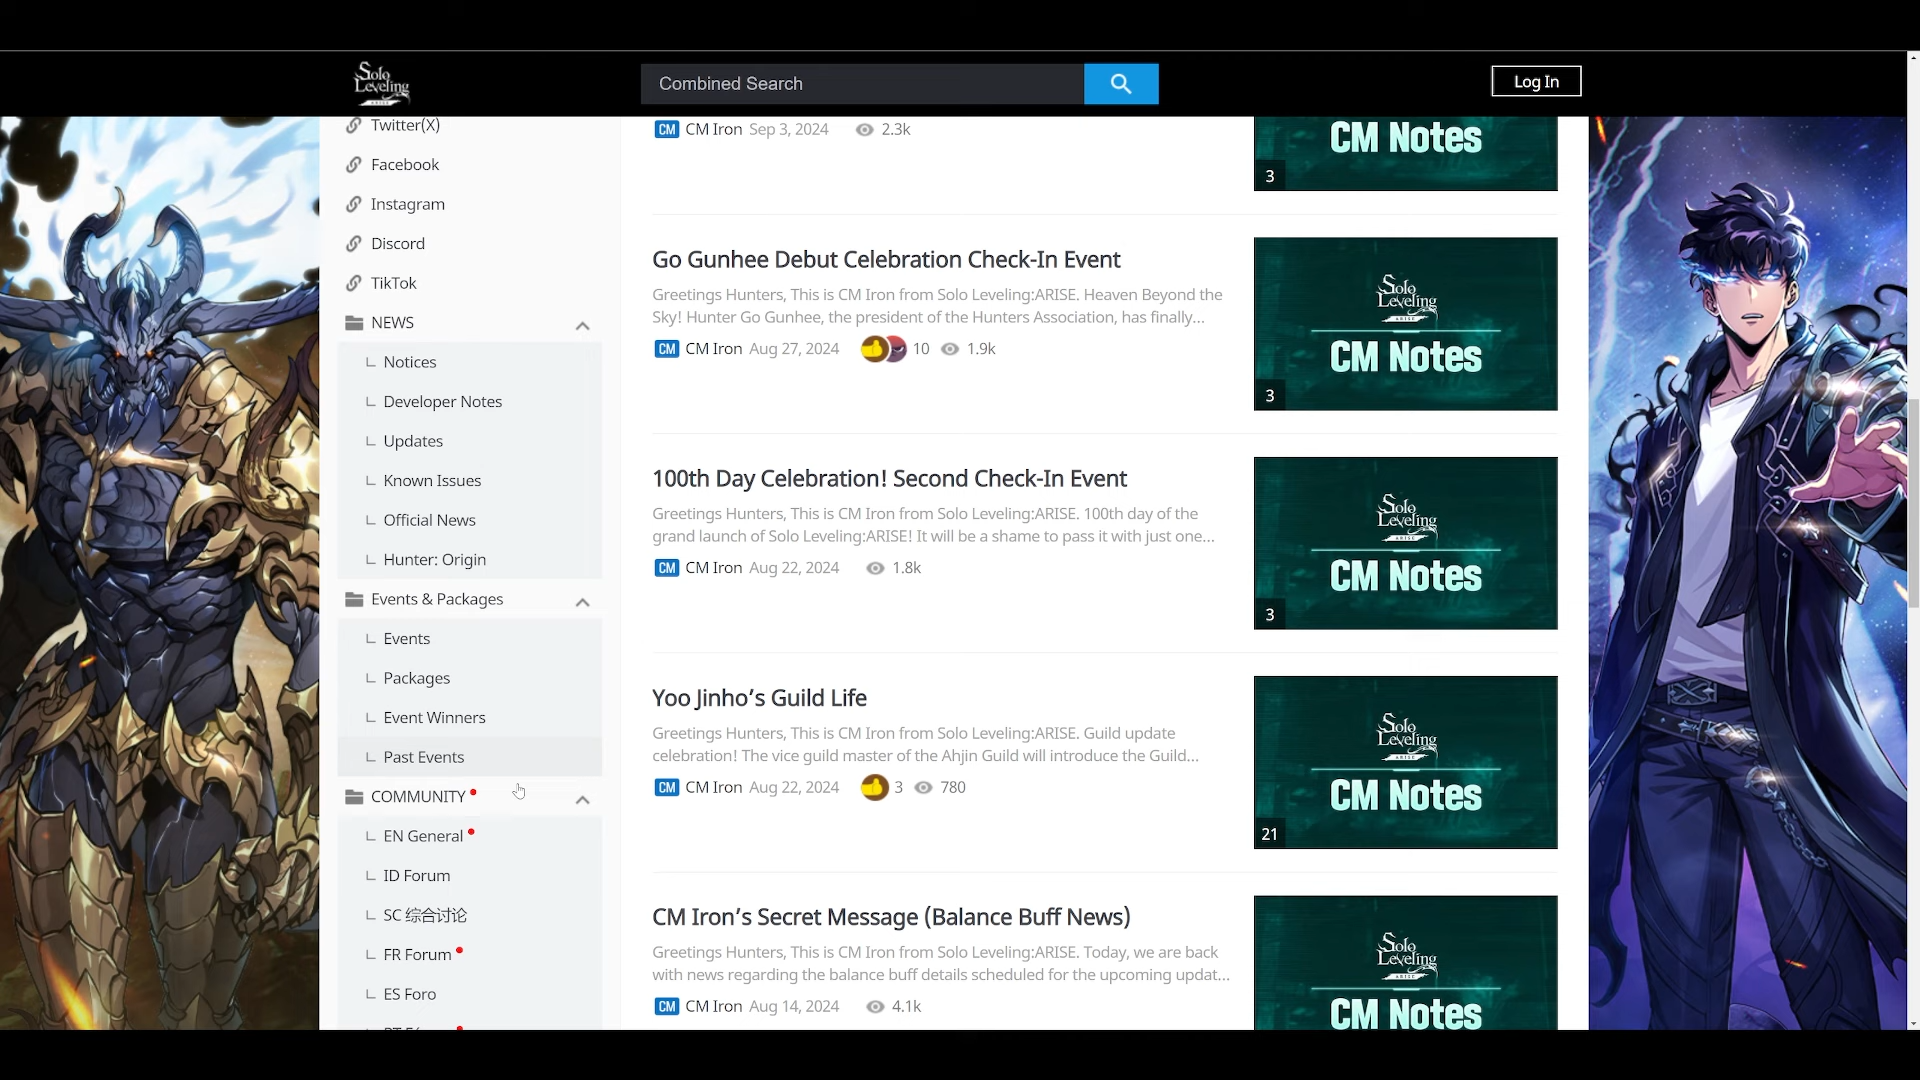 Solo
Leveling
ARISE
Combined Search
Log In
Twitter(X)
Facebook
Instagram
Discord
TikTok
NEWS
Notices
Developer Notes
Updates
Known Issues
Official News
Hunter: Origin
Events & Packages
Events
Packages
Event Winners
Past Events
COMMUNITY
EN General
ID Forum
SC 综合讨论
FR Forum
ES Foro
CM CM Iron Sep 3, 2024 2.3k
CM Notes
3
Go Gunhee Debut Celebration Check-In Event
Greetings Hunters, This is CM Iron from Solo Leveling:ARISE. Heaven Beyond the
Sky! Hunter Go Gunhee, the president of the Hunters Association, has finally...
CM CM Iron Aug 27, 2024 10 1.9k
Solo
Leveling
ARISE
CM Notes
3
100th Day Celebration! Second Check-In Event
Greetings Hunters, This is CM Iron from Solo Leveling:ARISE. 100th day of the
grand launch of Solo Leveling:ARISE! It will be a shame to pass it with just one...
CM CM Iron Aug 22, 2024 1.8k
Solo
Leveling
ARISE
CM Notes
3
Yoo Jinho’s Guild Life
Greetings Hunters, This is CM Iron from Solo Leveling:ARISE. Guild update
celebration! The vice guild master of the Ahjin Guild will introduce the Guild...
CM CM Iron Aug 22, 2024 3 780
Solo
Leveling
ARISE
CM Notes
21
CM Iron’s Secret Message (Balance Buff News)
Greetings Hunters, This is CM Iron from Solo Leveling:ARISE. Today, we are back
with news regarding the balance buff details scheduled for the upcoming updat...
CM CM Iron Aug 14, 2024 4.1k
Solo
Leveling
ARISE
CM Notes